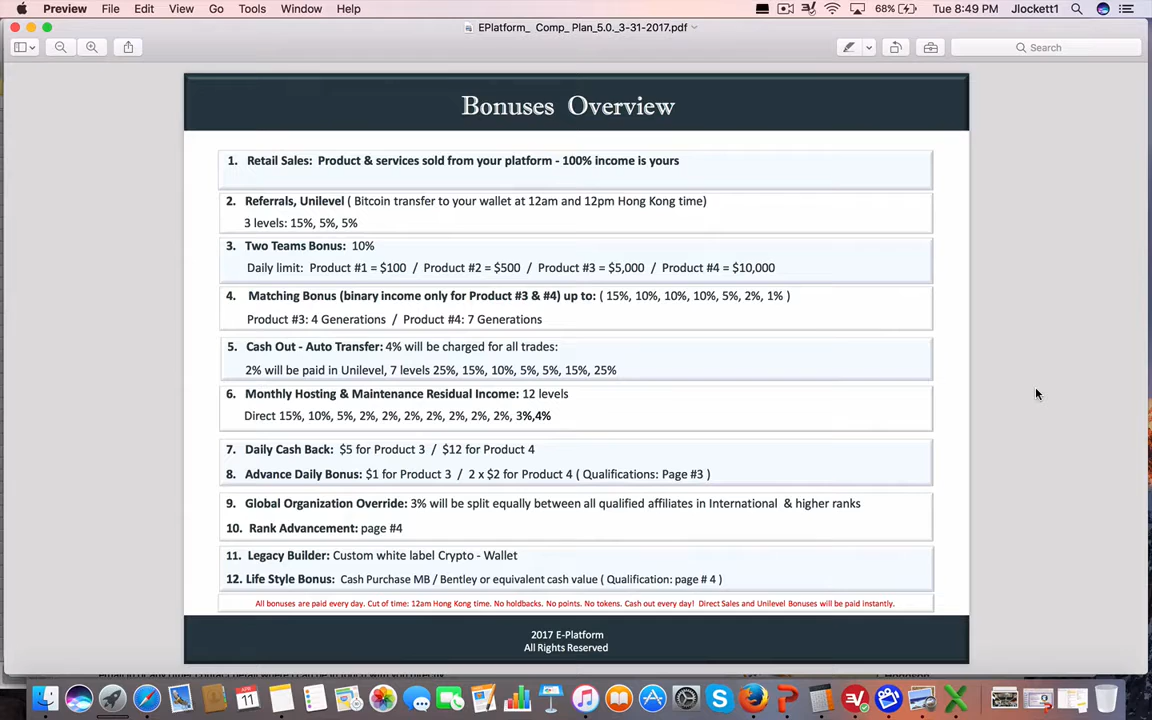 Preview File Edit View Go Tools Window Help 68% Tue 8:49 PM Jlockett1
EPlatform_ Comp_ Plan_5.0._3-31-2017.pdf
Search
Bonuses Overview
1. Retail Sales: Product & services sold from your platform - 100% income is yours
2. Referrals, Unilevel ( Bitcoin transfer to your wallet at 12am and 12pm Hong Kong time)
3 levels: 15%, 5%, 5%
3. Two Teams Bonus: 10%
Daily limit: Product #1 = $100 / Product #2 = $500 / Product #3 = $5,000 / Product #4 = $10,000
4. Matching Bonus (binary income only for Product #3 & #4) up to: ( 15%, 10%, 10%, 10%, 5%, 2%, 1% )
Product #3: 4 Generations / Product #4: 7 Generations
5. Cash Out - Auto Transfer: 4% will be charged for all trades:
2% will be paid in Unilevel, 7 levels 25%, 15%, 10%, 5%, 5%, 15%, 25%
6. Monthly Hosting & Maintenance Residual Income: 12 levels
Direct 15%, 10%, 5%, 2%, 2%, 2%, 2%, 2%, 2%, 2%, 3%,4%
7. Daily Cash Back: $5 for Product 3 / $12 for Product 4
8. Advance Daily Bonus: $1 for Product 3 / 2 x $2 for Product 4 ( Qualifications: Page #3 )
9. Global Organization Override: 3% will be split equally between all qualified affiliates in International & higher ranks
10. Rank Advancement: page #4
11. Legacy Builder: Custom white label Crypto - Wallet
12. Life Style Bonus: Cash Purchase MB / Bentley or equivalent cash value ( Qualification: page # 4 )
All bonuses are paid every day. Cut of time: 12am Hong Kong time. No holdbacks. No points. No tokens. Cash out every day! Direct Sales and Unilevel Bonuses will be paid instantly.
2017 E-Platform
All Rights Reserved
APR
11